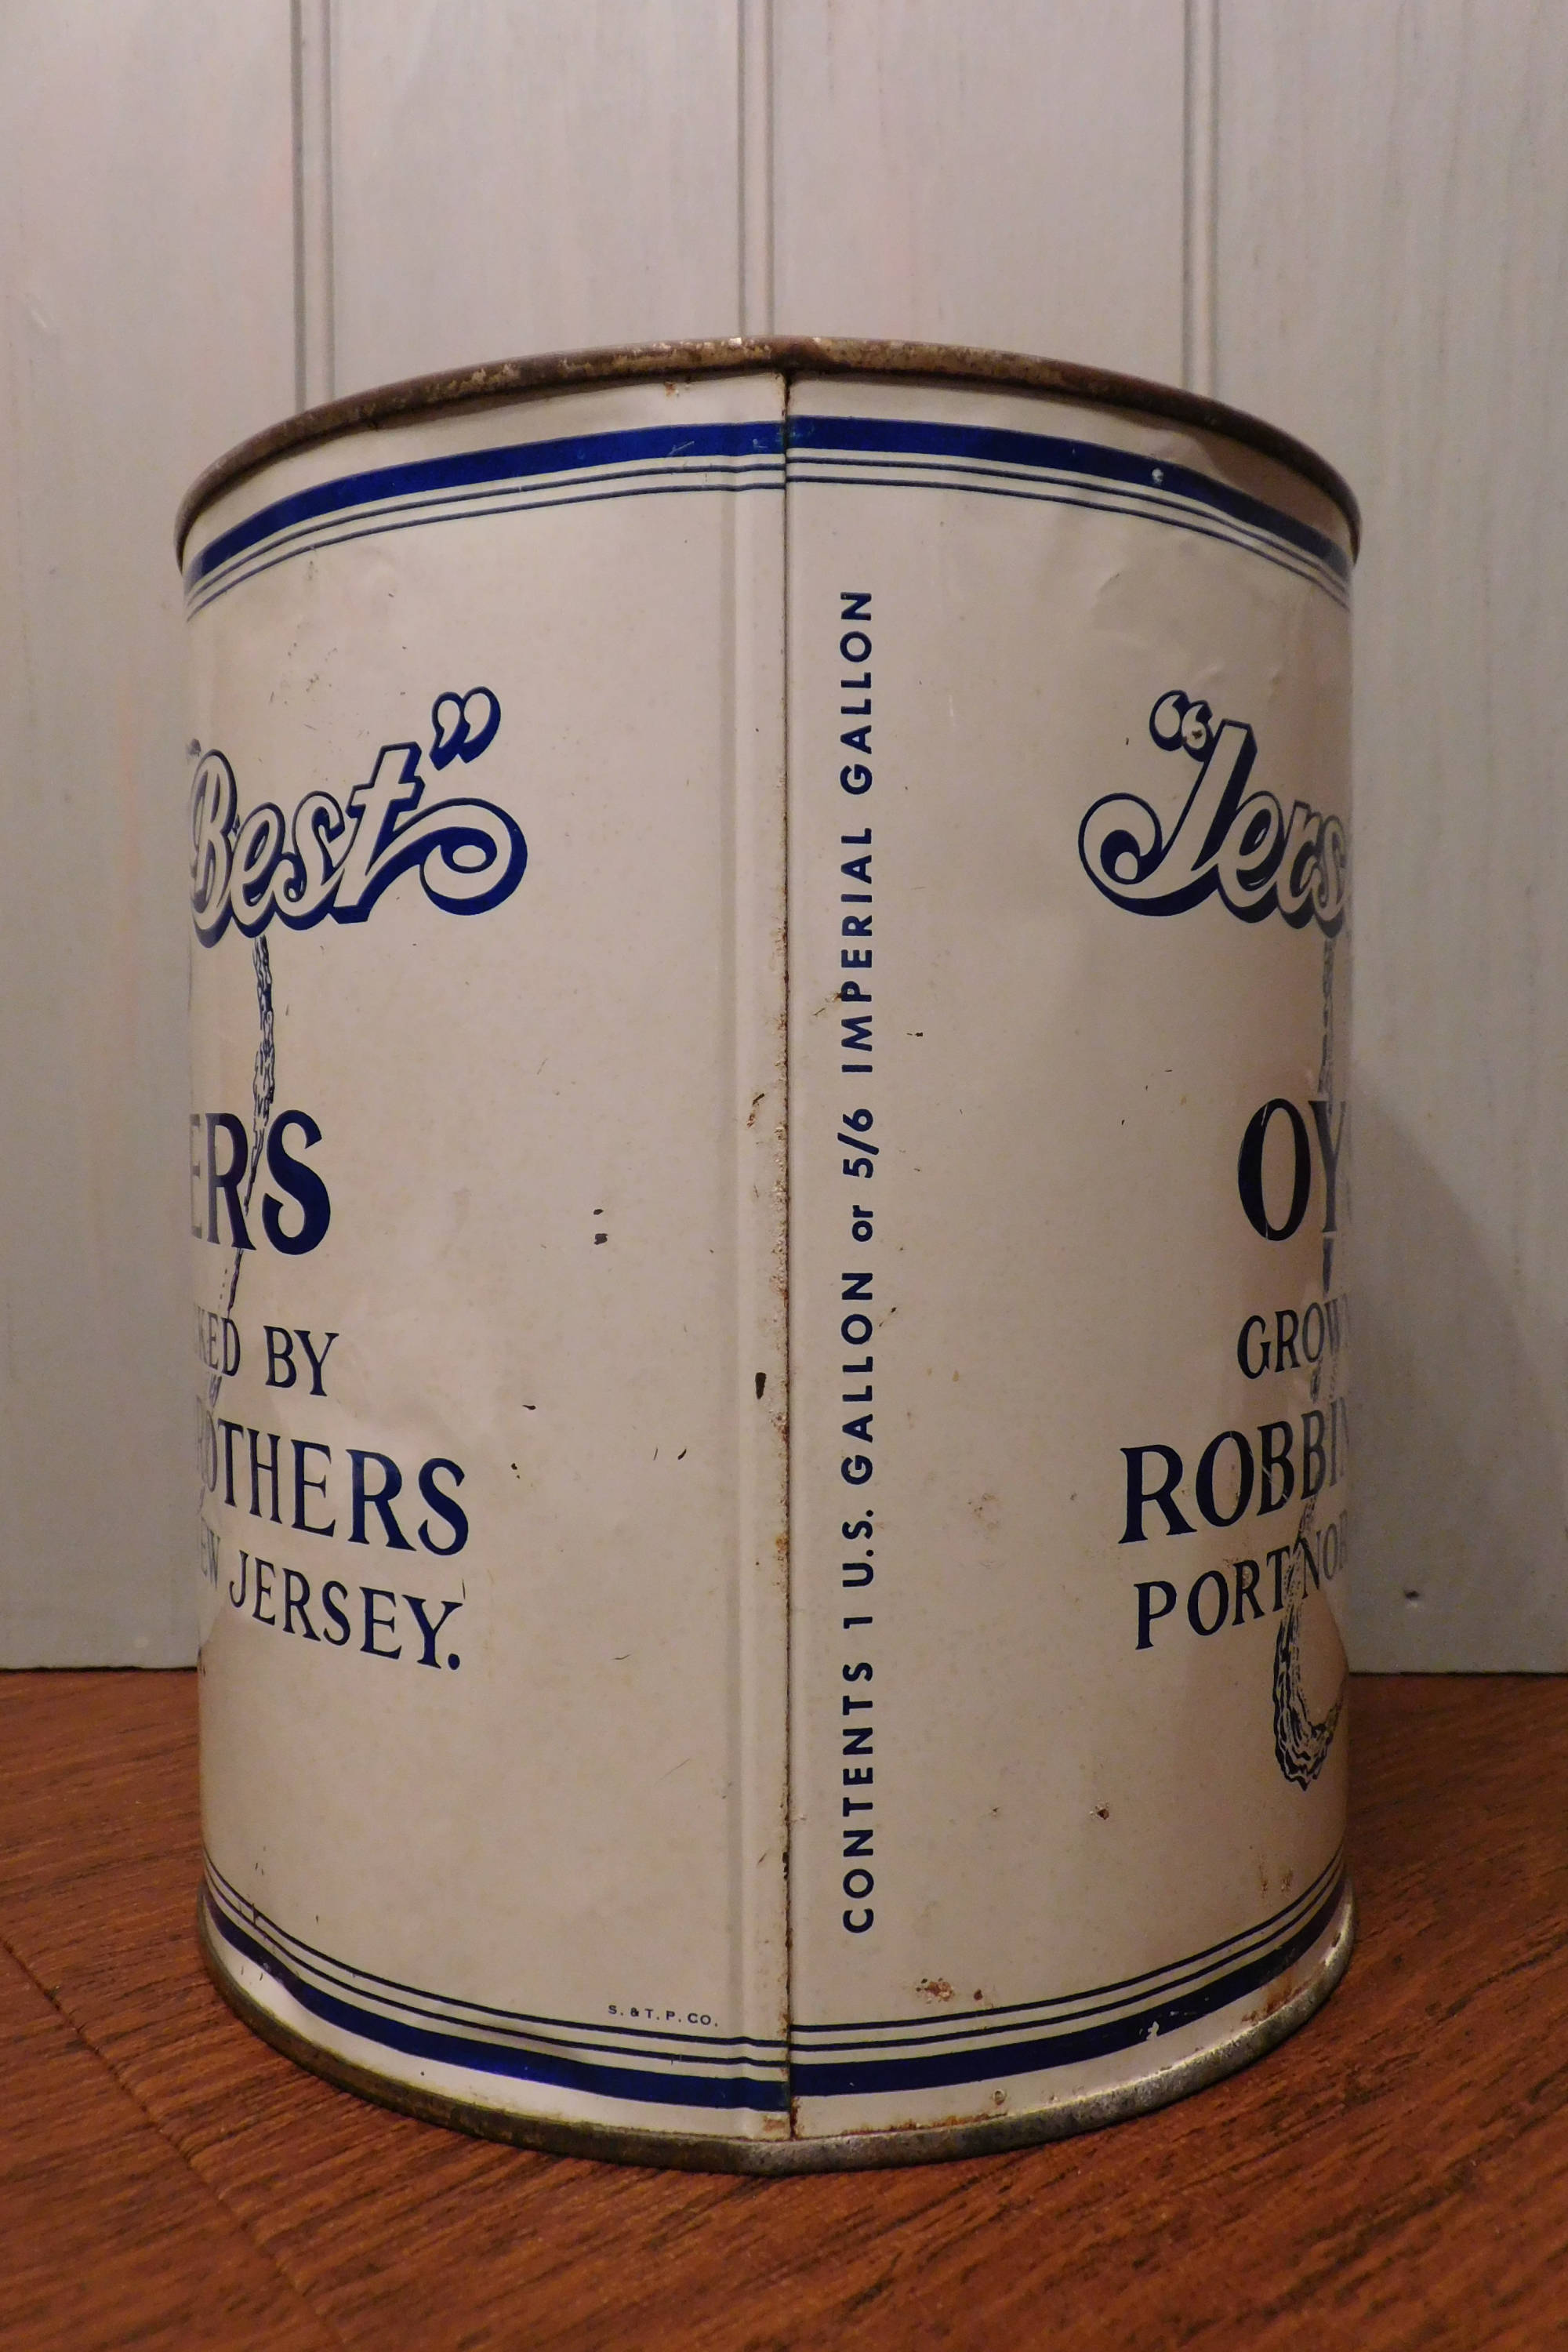 Best”
ERS
KED BY
OTHERS
EW JERSEY.
S. & T. P. CO.
CONTENTS 1 U.S. GALLON or 5/6 IMPERIAL GALLON
“Jers
OY
GROW
ROBBIN
PORT NOR